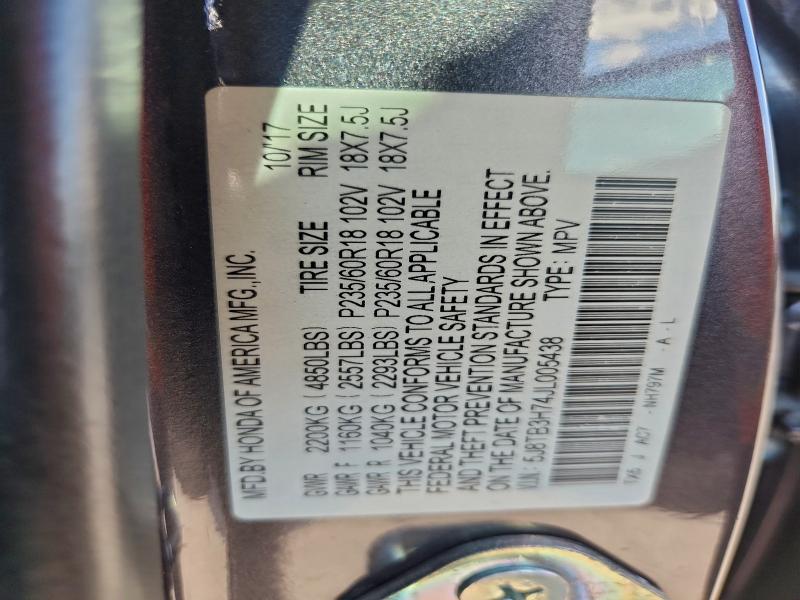 MFD.BY HONDA OF AMERICA MFG.,INC. 10/'17
TIRE SIZE RIM SIZE
GVWR 2200KG (4850LBS)
GAWR F 1160KG (2557LBS) P235/60R18 102V 18X7.5J
GAWR R 1040KG (2293LBS) P235/60R18 102V 18X7.5J
THIS VEHICLE CONFORMS TO ALL APPLICABLE
FEDERAL MOTOR VEHICLE SAFETY
AND THEFT PREVENTION STANDARDS IN EFFECT
ON THE DATE OF MANUFACTURE SHOWN ABOVE.
V.I.N.: 5J8TB3H74JL005438 TYPE: MPV
TX6 J AC7 -NH797M -A-L